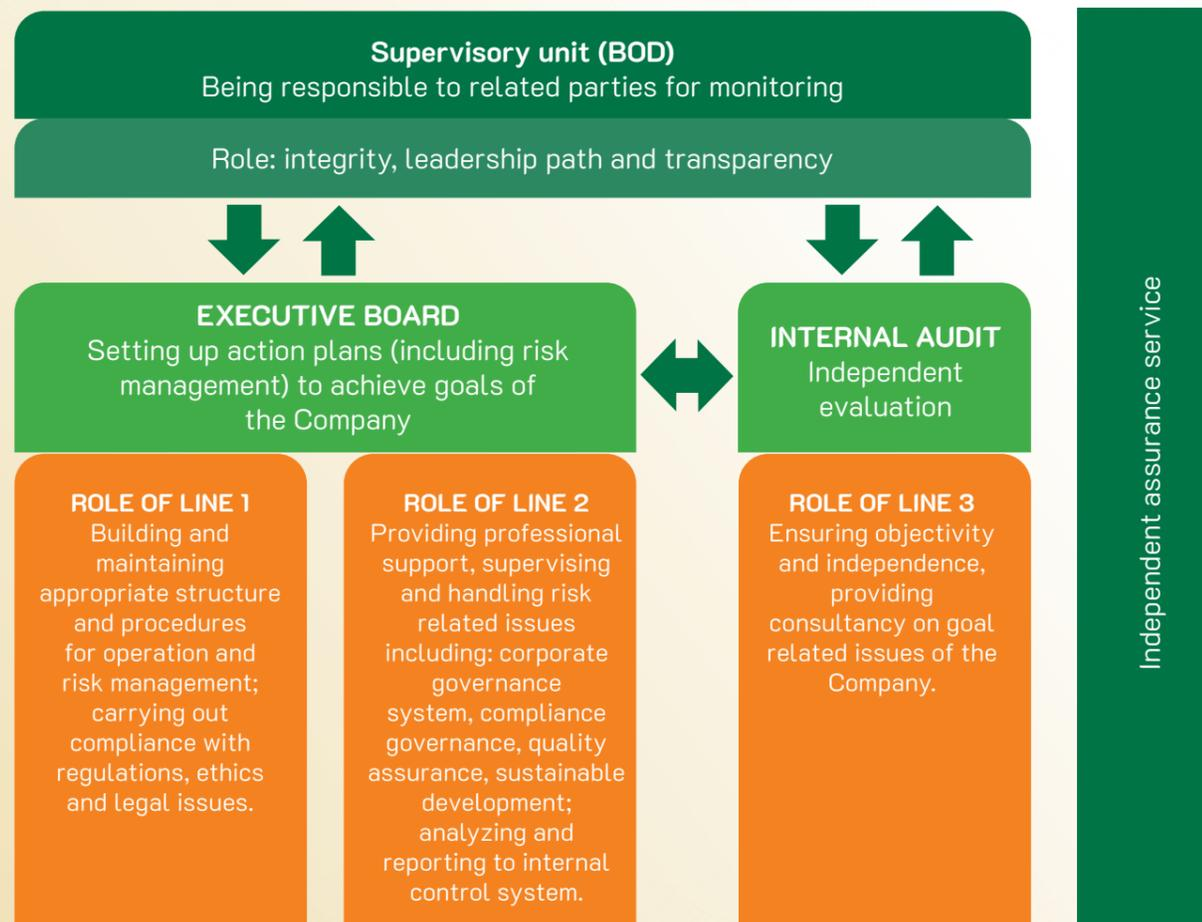 Supervisory unit (BOD)
Being responsible to related parties for monitoring
Role: integrity, leadership path and transparency
EXECUTIVE BOARD
Setting up action plans (including risk
management) to achieve goals of
the Company
INTERNAL AUDIT
Independent
evaluation
ROLE OF LINE 1
Building and
maintaining
appropriate structure
and procedures
for operation and
risk management;
carrying out
compliance with
regulations, ethics
and legal issues.
ROLE OF LINE 2
Providing professional
support, supervising
and handling risk
related issues
including: corporate
governance
system, compliance
governance, quality
assurance, sustainable
development;
analyzing and
reporting to internal
control system.
ROLE OF LINE 3
Ensuring objectivity
and independence,
providing
consultancy on goal
related issues of the
Company.
Independent assurance service